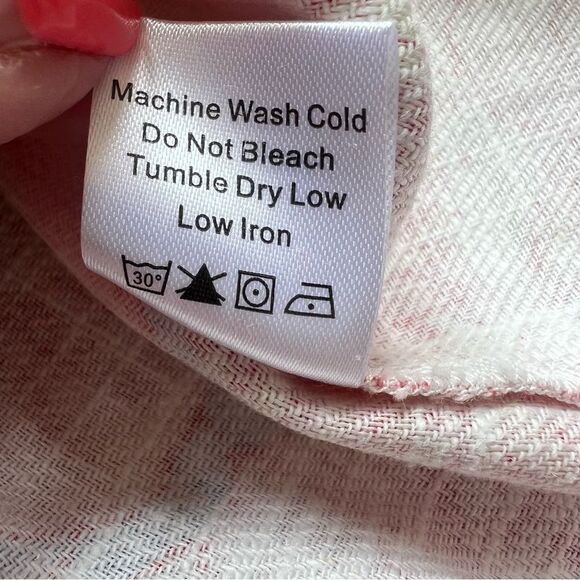 Machine Wash Cold
Do Not Bleach
Tumble Dry Low
Low Iron
30°